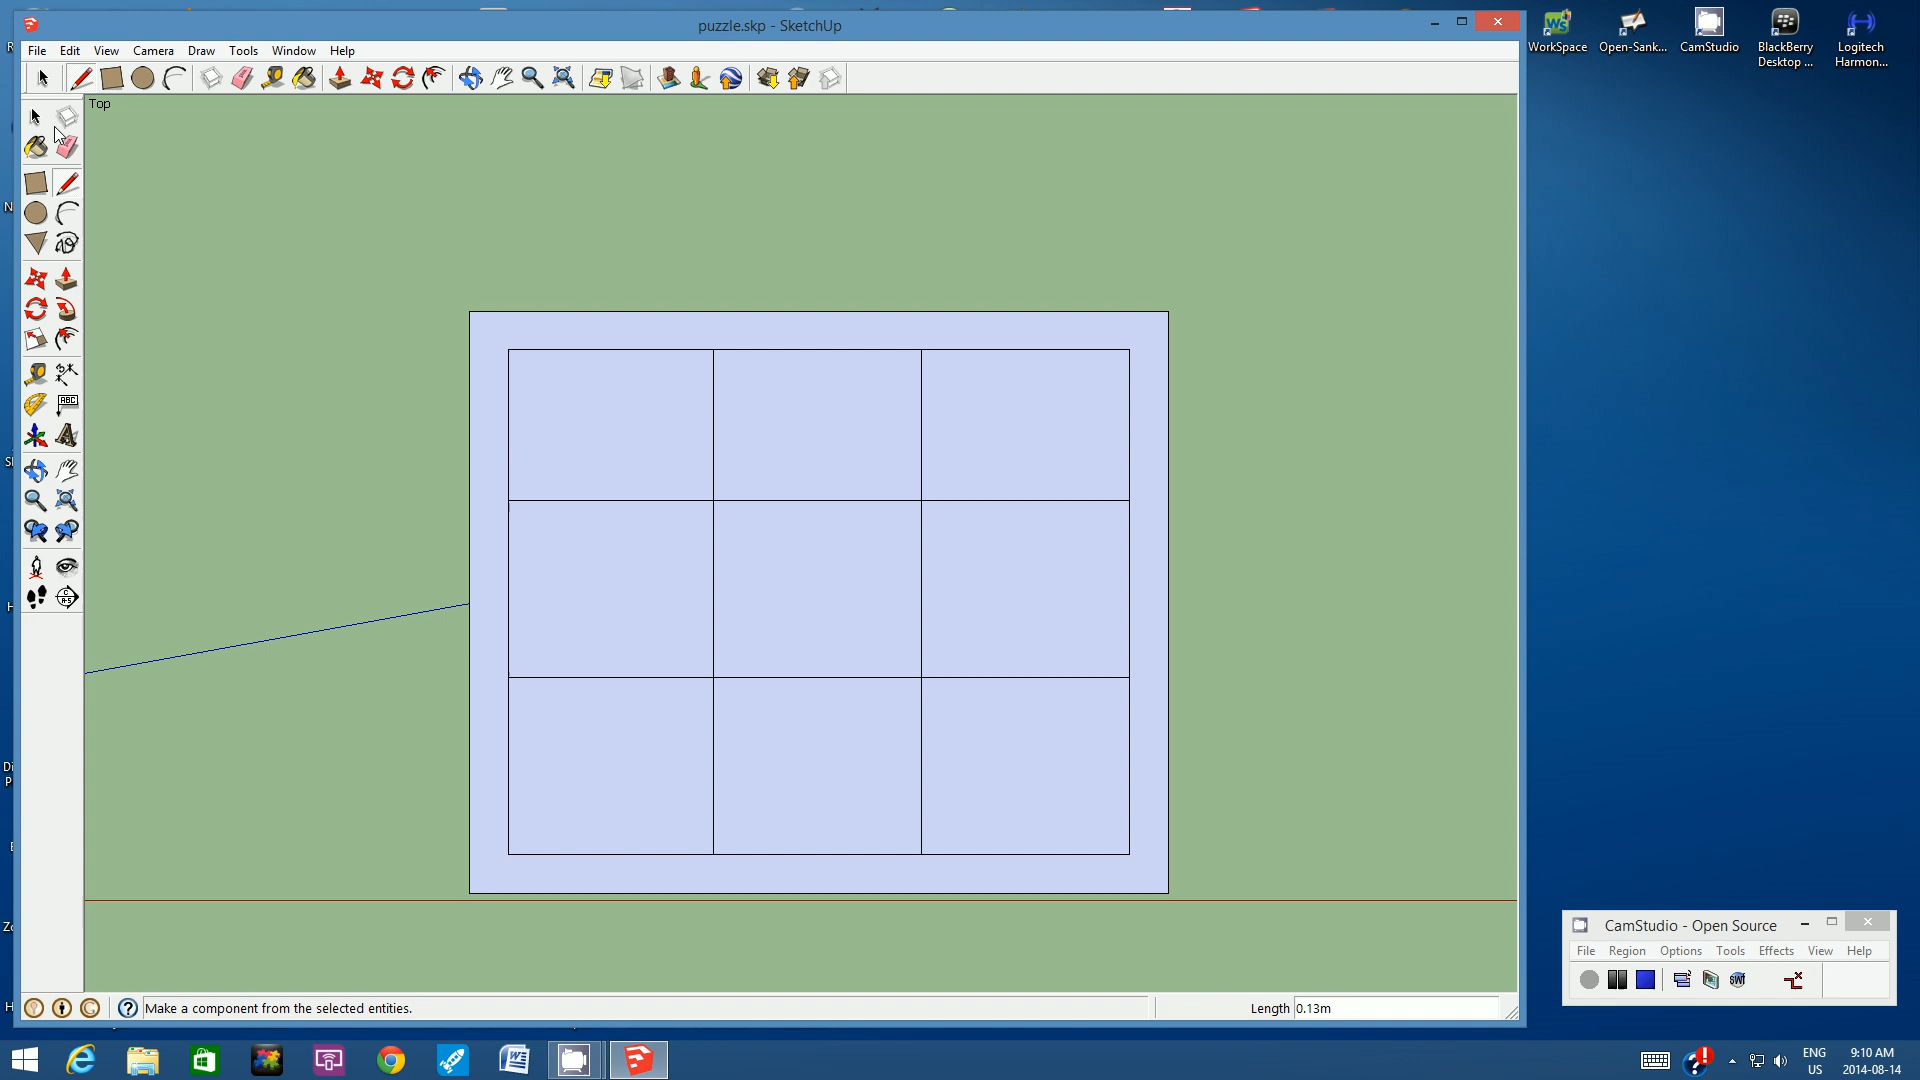 puzzle.skp - SketchUp
File Edit View Camera Draw Tools Window Help
Top
ABC
Make a component from the selected entities.
Length 0.13m
WorkSpace
Open-Sank...
CamStudio
BlackBerry
Desktop ...
Logitech
Harmon...
CamStudio - Open Source
File Region Options Tools Effects View Help
ENG
US
9:10 AM
2014-08-14